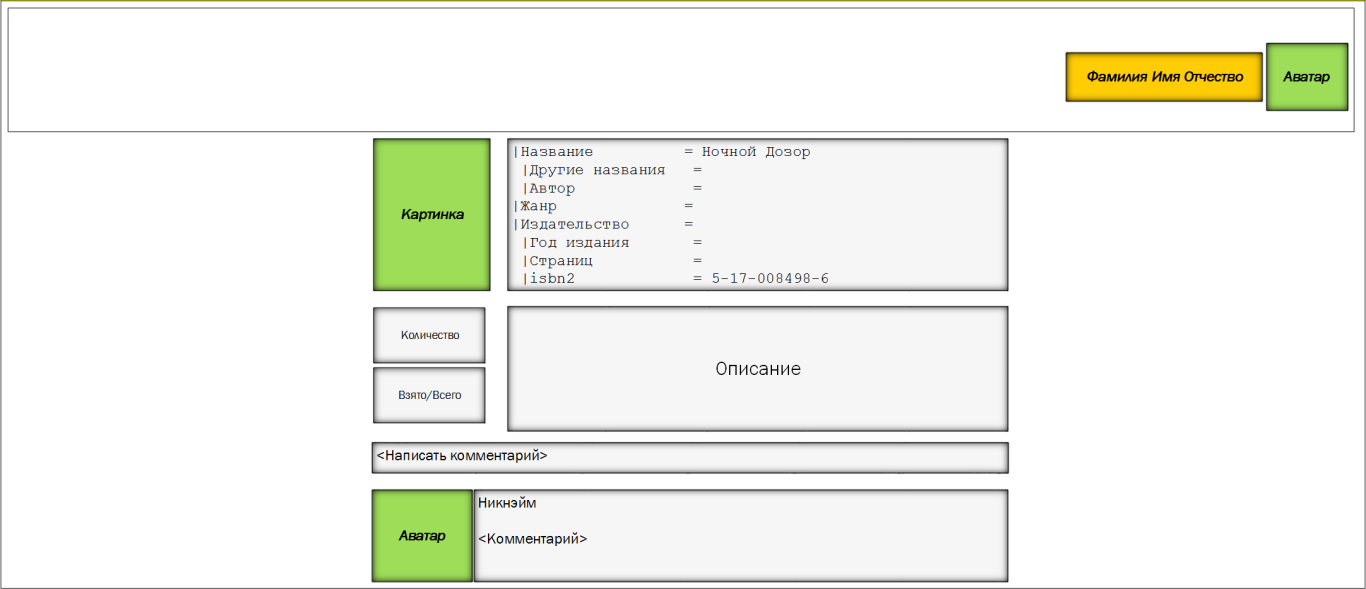 Фамилия Имя Отчество
Аватар
Картинка
|Название = Ночной Дозор
|Другие названия =
|Автор =
|Жанр =
|Издательство =
|Год издания =
|Страниц =
|isbn2 = 5-17-008498-6
Количество
Взято/Всего
Описание
<Написать комментарий>
Аватар
Никнэйм
<Комментарий>